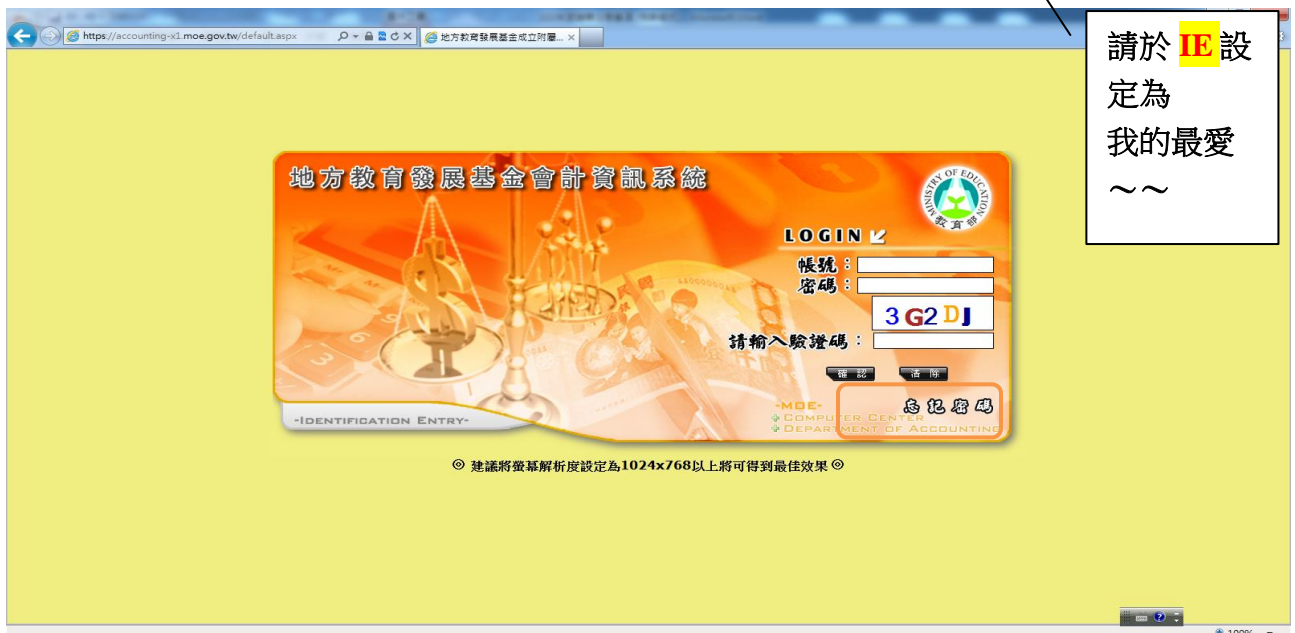 https://accounting-x1.moe.gov.tw/default.aspx
地方教育發展基金成立附屬...
請於 IE 設
定為
我的最愛
~~
地方教育發展基金會計資訊系統
MINISTRY OF EDUCATION
教育部
LOGIN
帳號：
密碼：
3G2DJ
請輸入驗證碼：
確認 清除
忘記密碼
-MOE-
COMPUTER CENTER
DEPARTMENT OF ACCOUNTING
-IDENTIFICATION ENTRY-
◎ 建議將螢幕解析度設定為1024x768以上將可得到最佳效果 ◎
100%